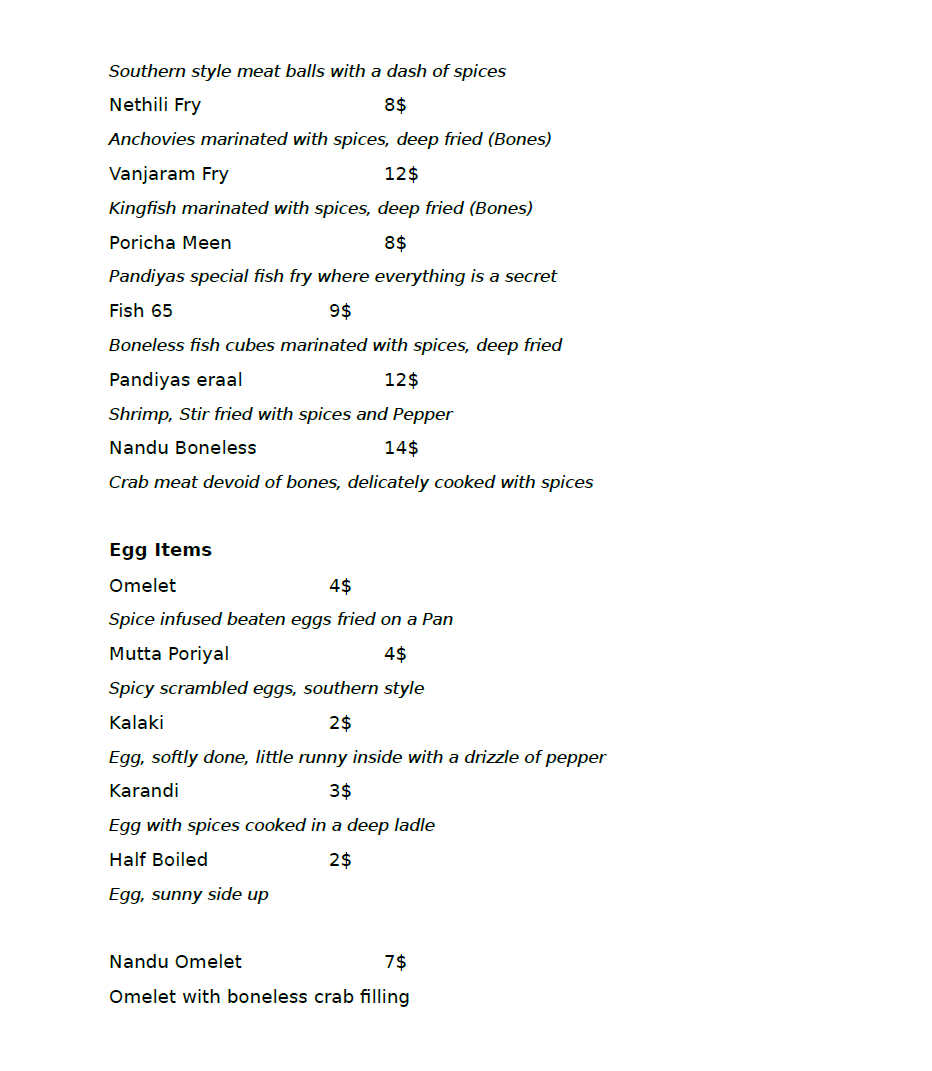 Southern style meat balls with a dash of spices
Nethili Fry 8$
Anchovies marinated with spices, deep fried (Bones)
Vanjaram Fry 12$
Kingfish marinated with spices, deep fried (Bones)
Poricha Meen 8$
Pandiyas special fish fry where everything is a secret
Fish 65 9$
Boneless fish cubes marinated with spices, deep fried
Pandiyas eraal 12$
Shrimp, Stir fried with spices and Pepper
Nandu Boneless 14$
Crab meat devoid of bones, delicately cooked with spices
Egg Items
Omelet 4$
Spice infused beaten eggs fried on a Pan
Mutta Poriyal 4$
Spicy scrambled eggs, southern style
Kalaki 2$
Egg, softly done, little runny inside with a drizzle of pepper
Karandi 3$
Egg with spices cooked in a deep ladle
Half Boiled 2$
Egg, sunny side up
Nandu Omelet 7$
Omelet with boneless crab filling